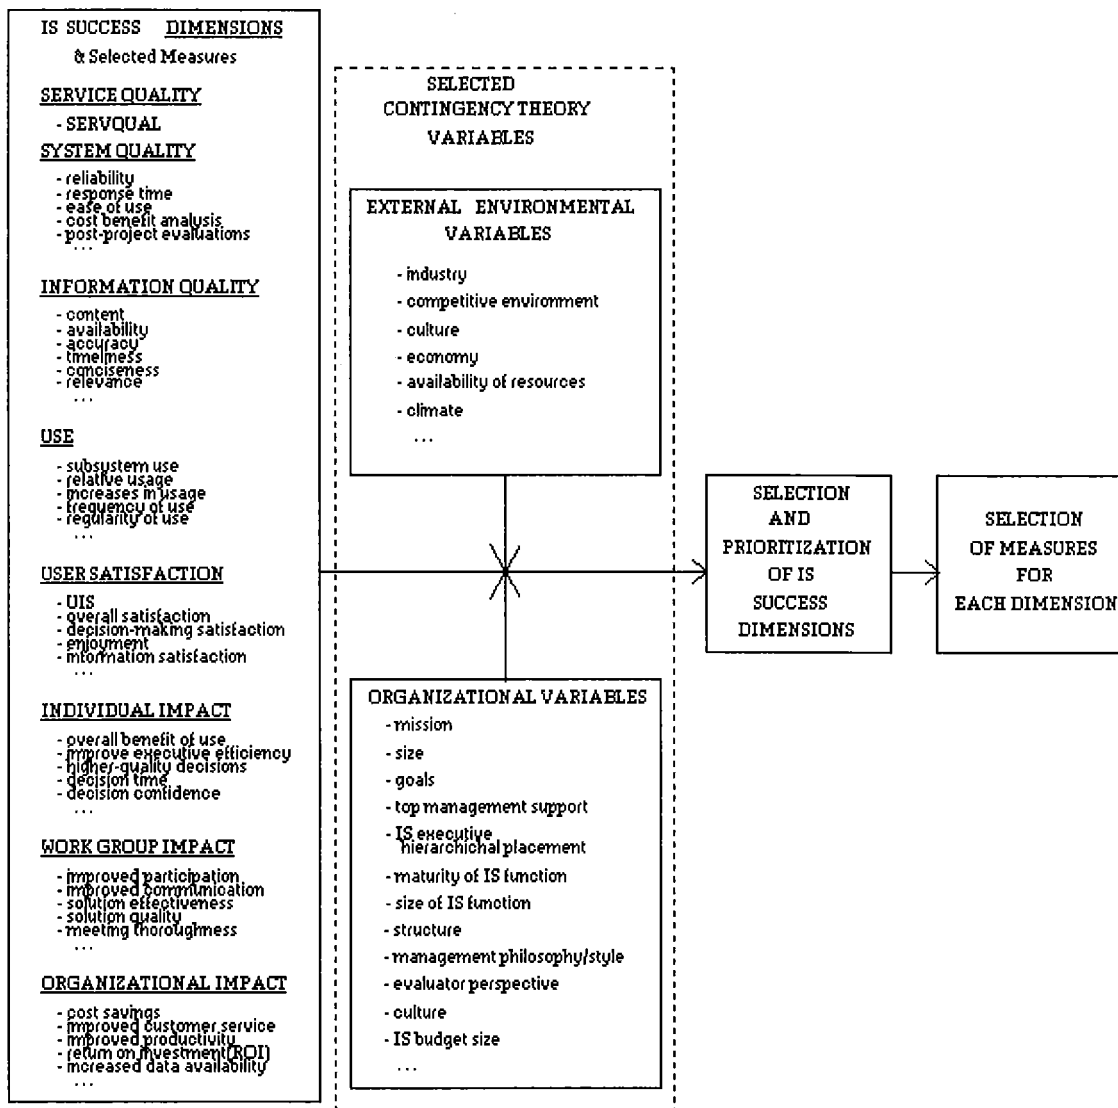 IS SUCCESS DIMENSIONS
& Selected Measures
SERVICE QUALITY
- SERVQUAL
SYSTEM QUALITY
- reliability
- response time
- ease of use
- cost benefit analysis
- post-project evaluations
...
INFORMATION QUALITY
- content
- availability
- accuracy
- timeliness
- conciseness
- relevance
...
USE
- subsystem use
- relative usage
- increases in usage
- frequency of use
- regularity of use
...
USER SATISFACTION
- UIS
- overall satisfaction
- decision-making satisfaction
- enjoyment
- information satisfaction
...
INDIVIDUAL IMPACT
- overall benefit of use
- improve executive efficiency
- higher-quality decisions
- decision time
- decision confidence
...
WORK GROUP IMPACT
- improved participation
- improved communication
- solution effectiveness
- solution quality
- meeting thoroughness
...
ORGANIZATIONAL IMPACT
- cost savings
- improved customer service
- improved productivity
- return on investment(ROI)
- increased data availability
...
SELECTED
CONTINGENCY THEORY
VARIABLES
EXTERNAL ENVIRONMENTAL
VARIABLES
- industry
- competitive environment
- culture
- economy
- availability of resources
- climate
...
ORGANIZATIONAL VARIABLES
- mission
- size
- goals
- top management support
- IS executive
hierarchichal placement
- maturity of IS function
- size of IS function
- structure
- management philosophy/style
- evaluator perspective
- culture
- IS budget size
...
SELECTION
AND
PRIORITIZATION
OF IS
SUCCESS
DIMENSIONS
SELECTION
OF MEASURES
FOR
EACH DIMENSION